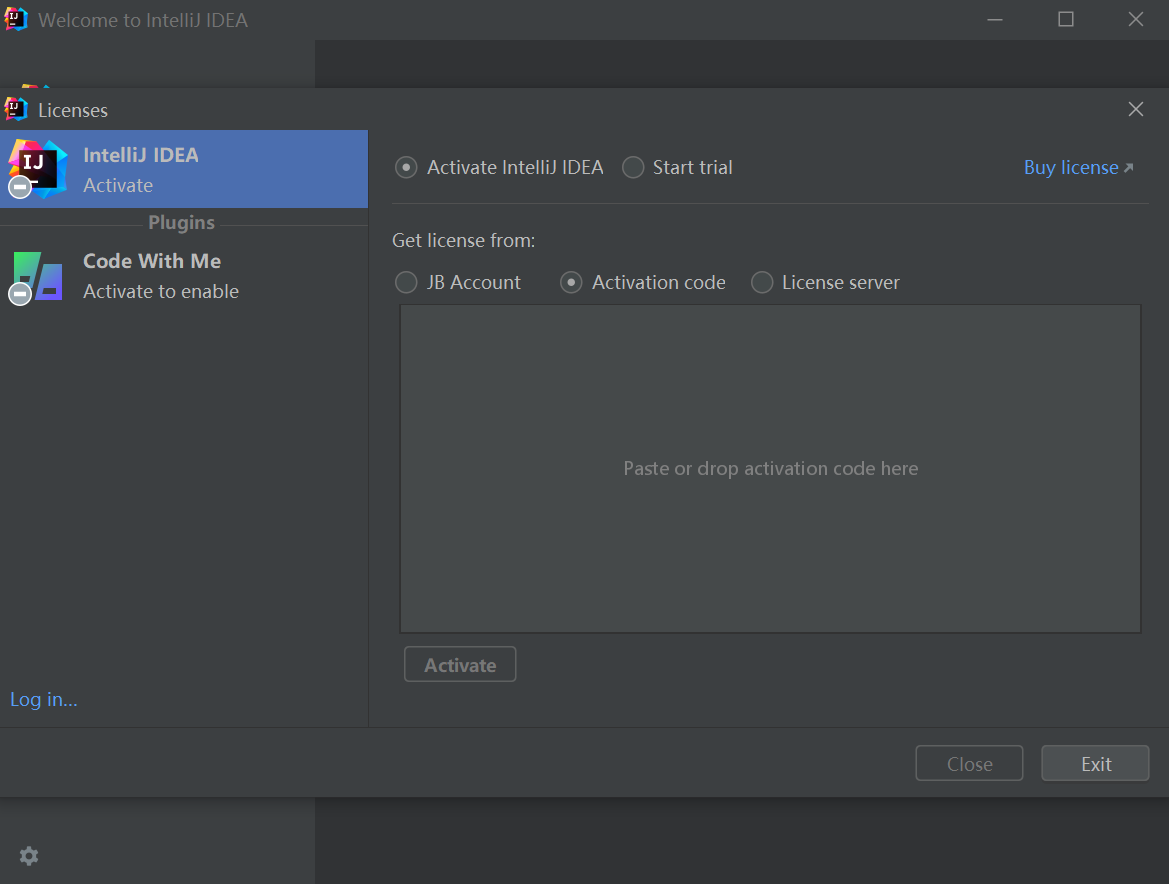 Welcome to IntelliJ IDEA
Licenses
IntelliJ IDEA
Activate
Plugins
Code With Me
Activate to enable
Log in...
Activate IntelliJ IDEA Start trial Buy license
Get license from:
JB Account Activation code License server
Paste or drop activation code here
Activate
Close Exit